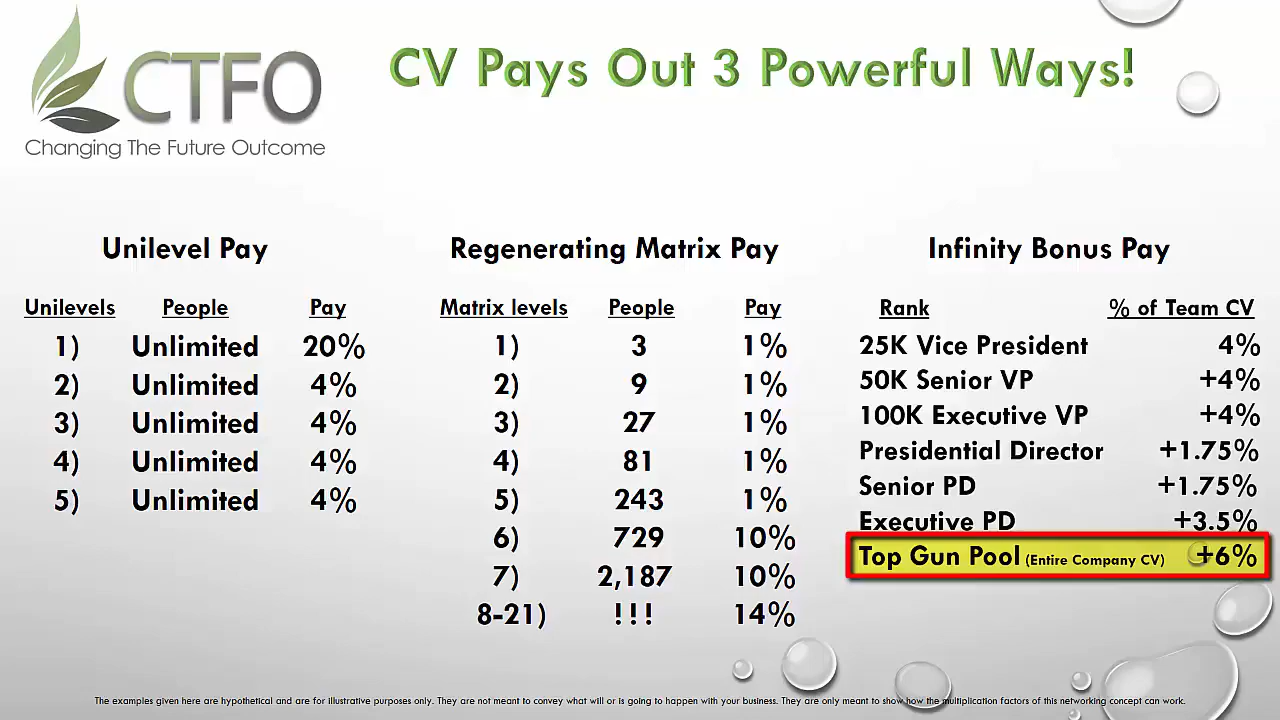 CTFO
Changing The Future Outcome
CV Pays Out 3 Powerful Ways!
Unilevel Pay
Unilevels People Pay
1) Unlimited 20%
2) Unlimited 4%
3) Unlimited 4%
4) Unlimited 4%
5) Unlimited 4%
Regenerating Matrix Pay
Matrix levels People Pay
1) 3 1%
2) 9 1%
3) 27 1%
4) 81 1%
5) 243 1%
6) 729 10%
7) 2,187 10%
8-21) !!! 14%
Infinity Bonus Pay
Rank % of Team CV
25K Vice President 4%
50K Senior VP +4%
100K Executive VP +4%
Presidential Director +1.75%
Senior PD +1.75%
Executive PD +3.5%
Top Gun Pool (Entire Company CV) +6%
The examples given here are hypothetical and are for illustrative purposes only. They are not meant to convey what will or is going to happen with your business. They are only meant to show how the multiplication factors of this networking concept can work.